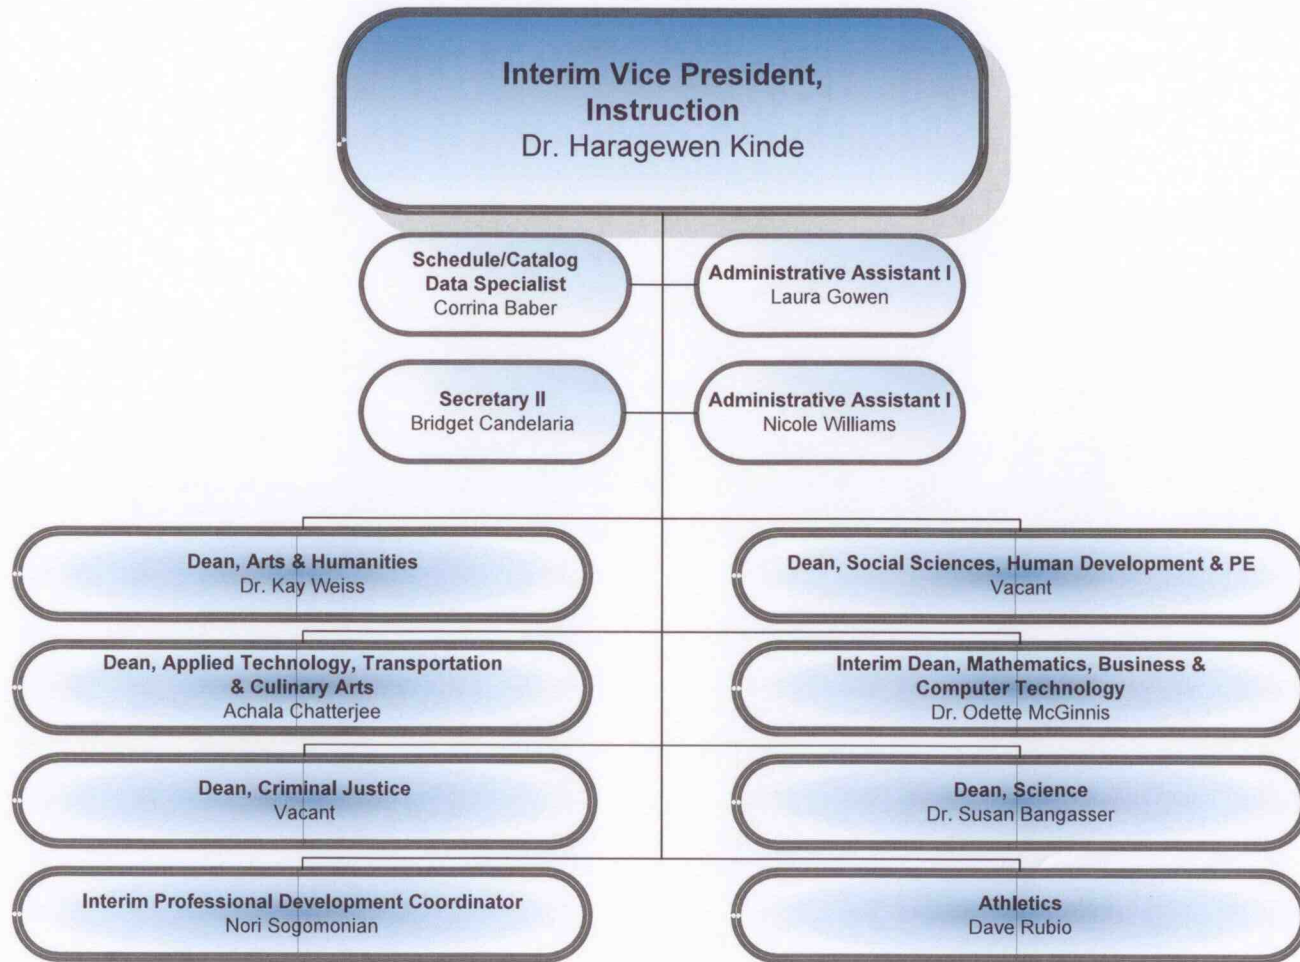 Interim Vice President,
Instruction
Dr. Haragewen Kinde
Schedule/Catalog
Data Specialist
Corrina Baber
Administrative Assistant I
Laura Gowen
Secretary II
Bridget Candelaria
Administrative Assistant I
Nicole Williams
Dean, Arts & Humanities
Dr. Kay Weiss
Dean, Social Sciences, Human Development & PE
Vacant
Dean, Applied Technology, Transportation
& Culinary Arts
Achala Chatterjee
Interim Dean, Mathematics, Business &
Computer Technology
Dr. Odette McGinnis
Dean, Criminal Justice
Vacant
Dean, Science
Dr. Susan Bangasser
Interim Professional Development Coordinator
Nori Sogomonian
Athletics
Dave Rubio